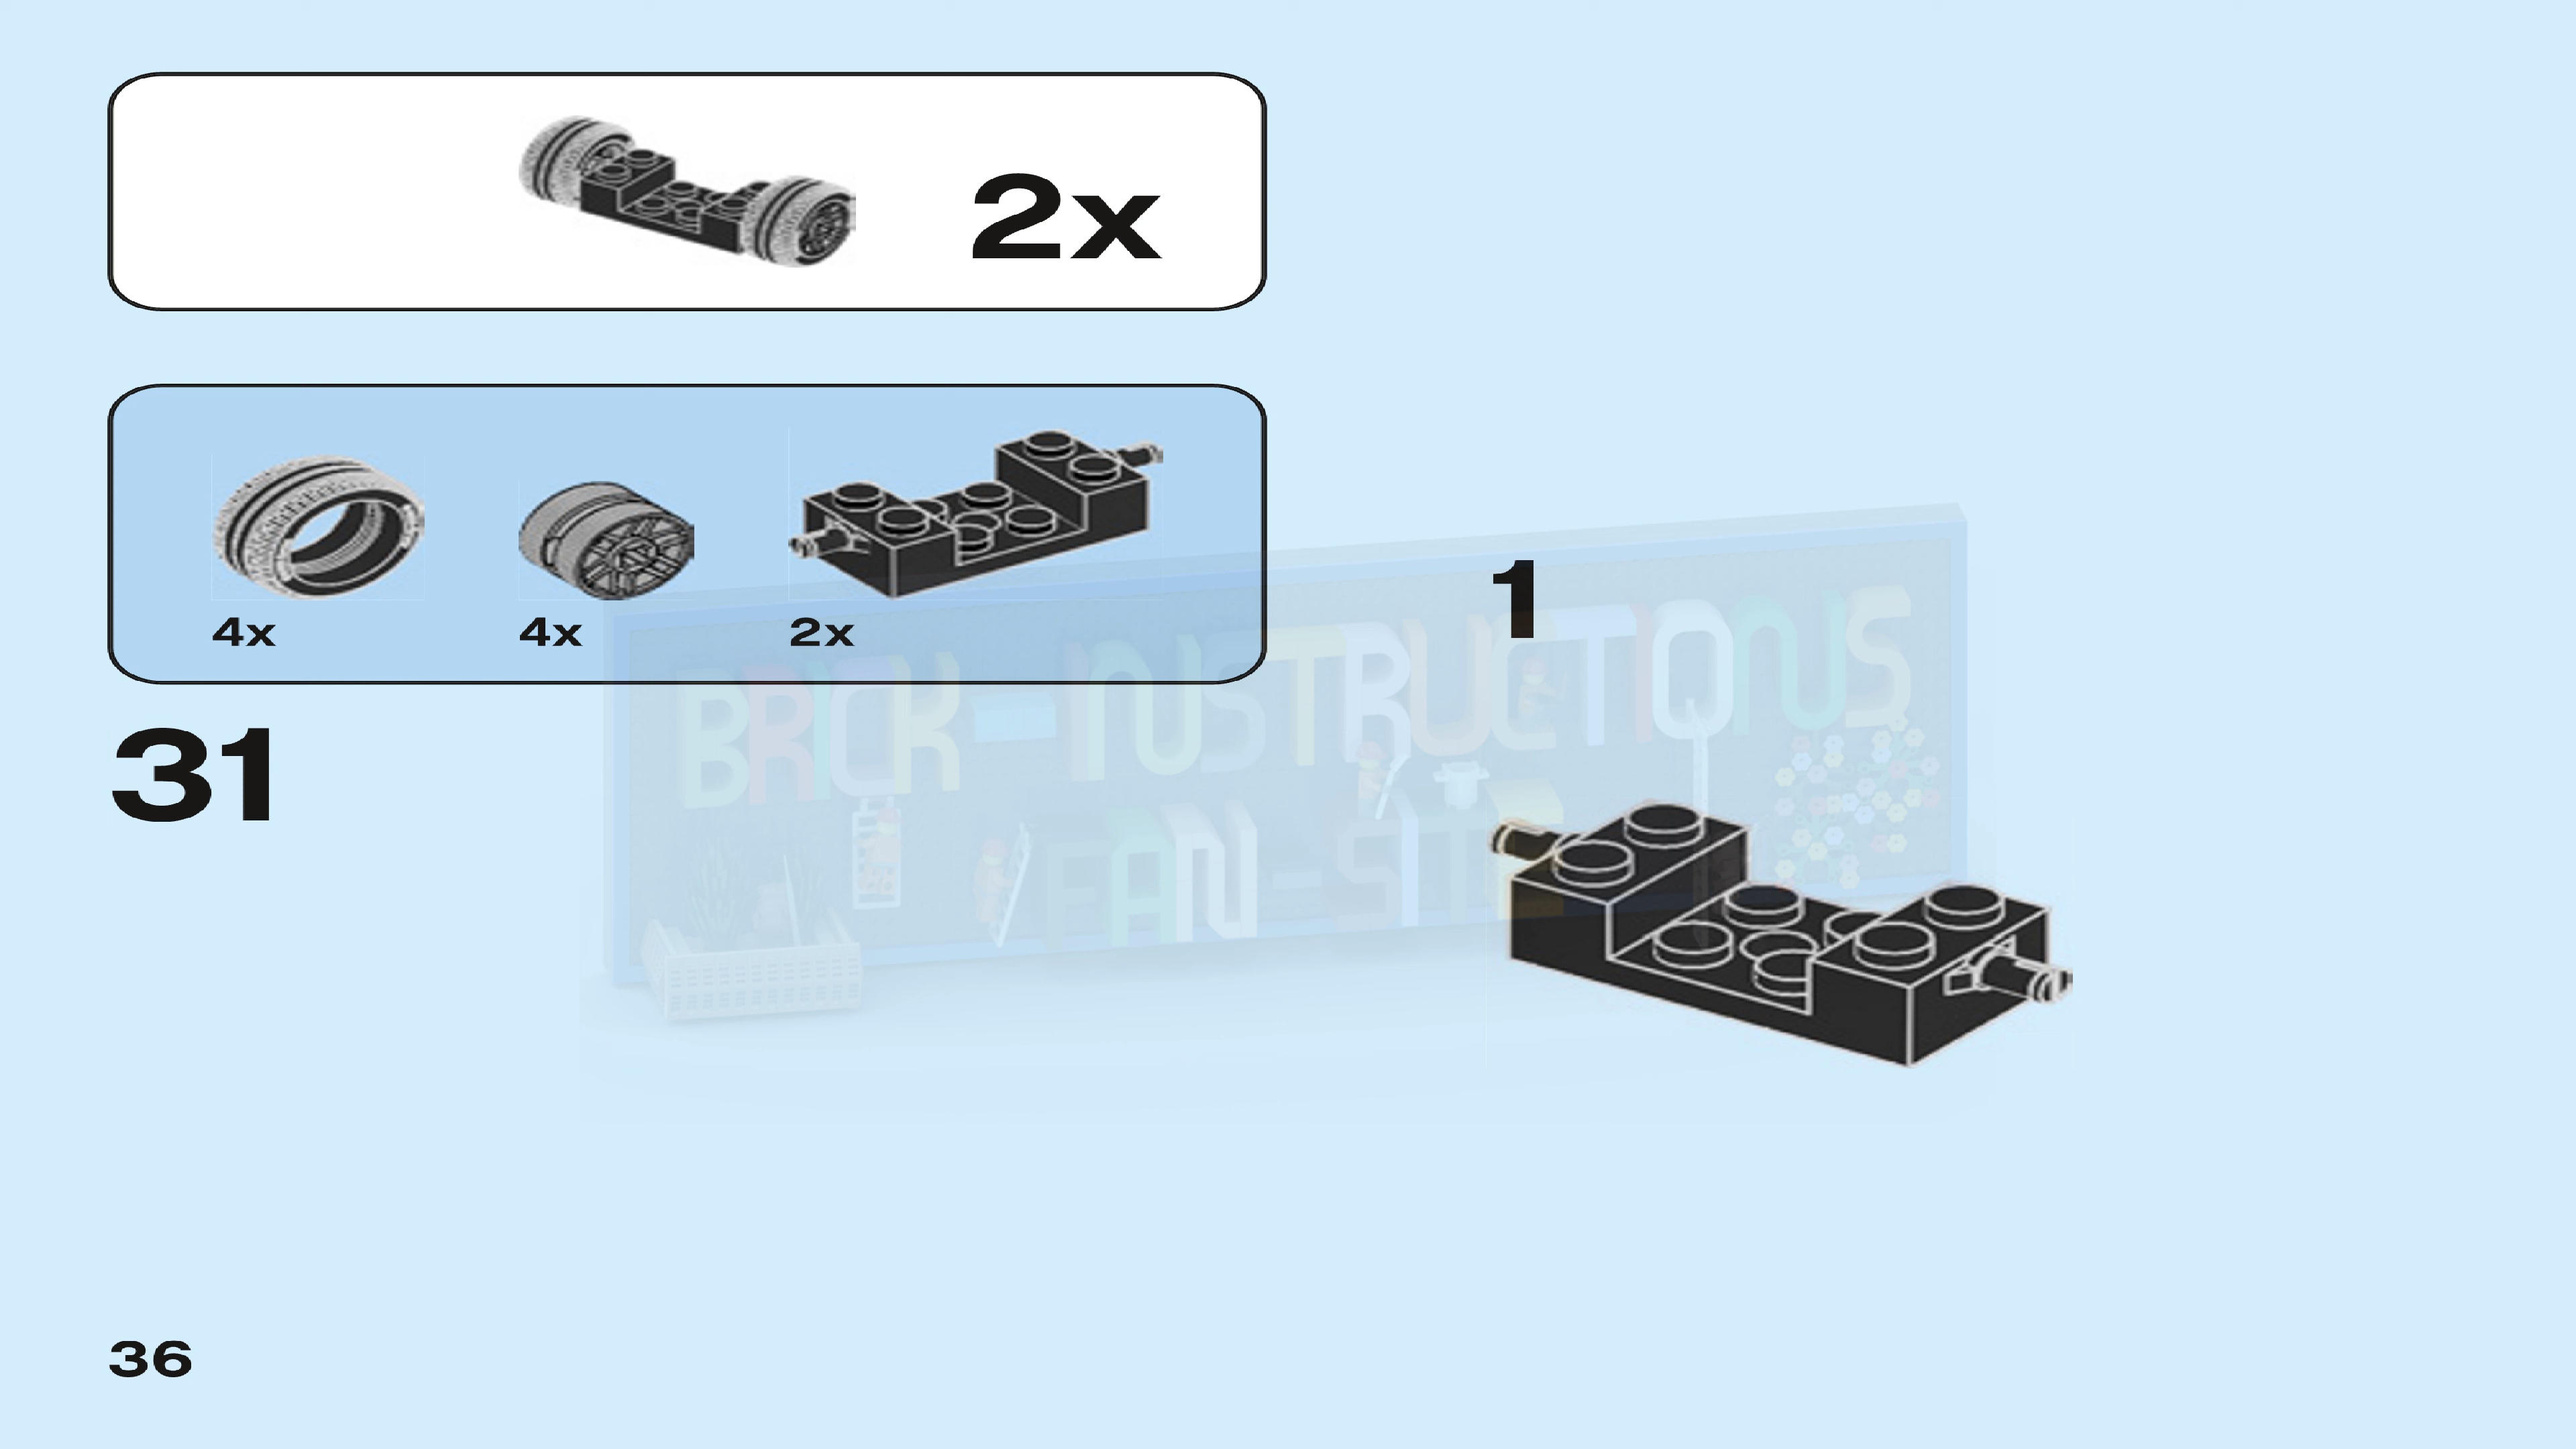 2x
4x 4x 2x
1
31
BRICK-INSTRUCTIONS
FAN-SITE
36